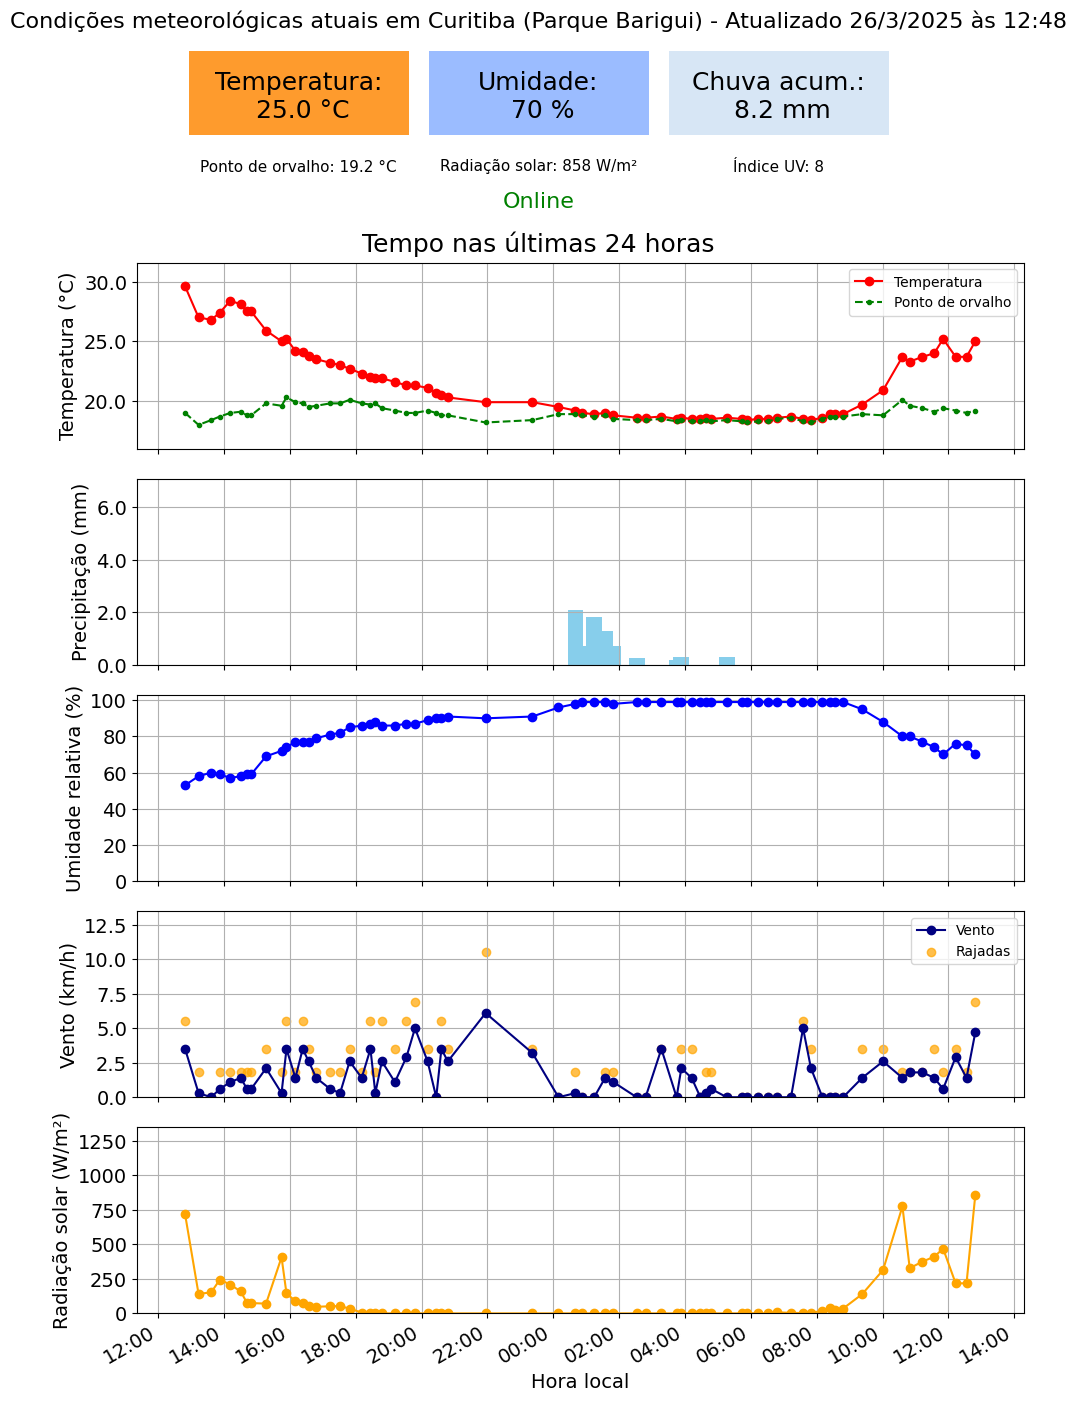 Condições meteorológicas atuais em Curitiba (Parque Barigui) - Atualizado 26/3/2025 às 12:48
Temperatura:
25.0 °C
Umidade:
70 %
Chuva acum.:
8.2 mm
Ponto de orvalho: 19.2 °C
Radiação solar: 858 W/m²
Índice UV: 8
Online
Tempo nas últimas 24 horas
Temperatura (°C)
30.0
25.0
20.0
Temperatura
Ponto de orvalho
Precipitação (mm)
6.0
4.0
2.0
0.0
Umidade relativa (%)
100
80
60
40
20
0
Vento (km/h)
12.5
10.0
7.5
5.0
2.5
0.0
Vento
Rajadas
Radiação solar (W/m²)
1250
1000
750
500
250
0
12:00
14:00
16:00
18:00
20:00
22:00
00:00
02:00
04:00
06:00
08:00
10:00
12:00
14:00
Hora local